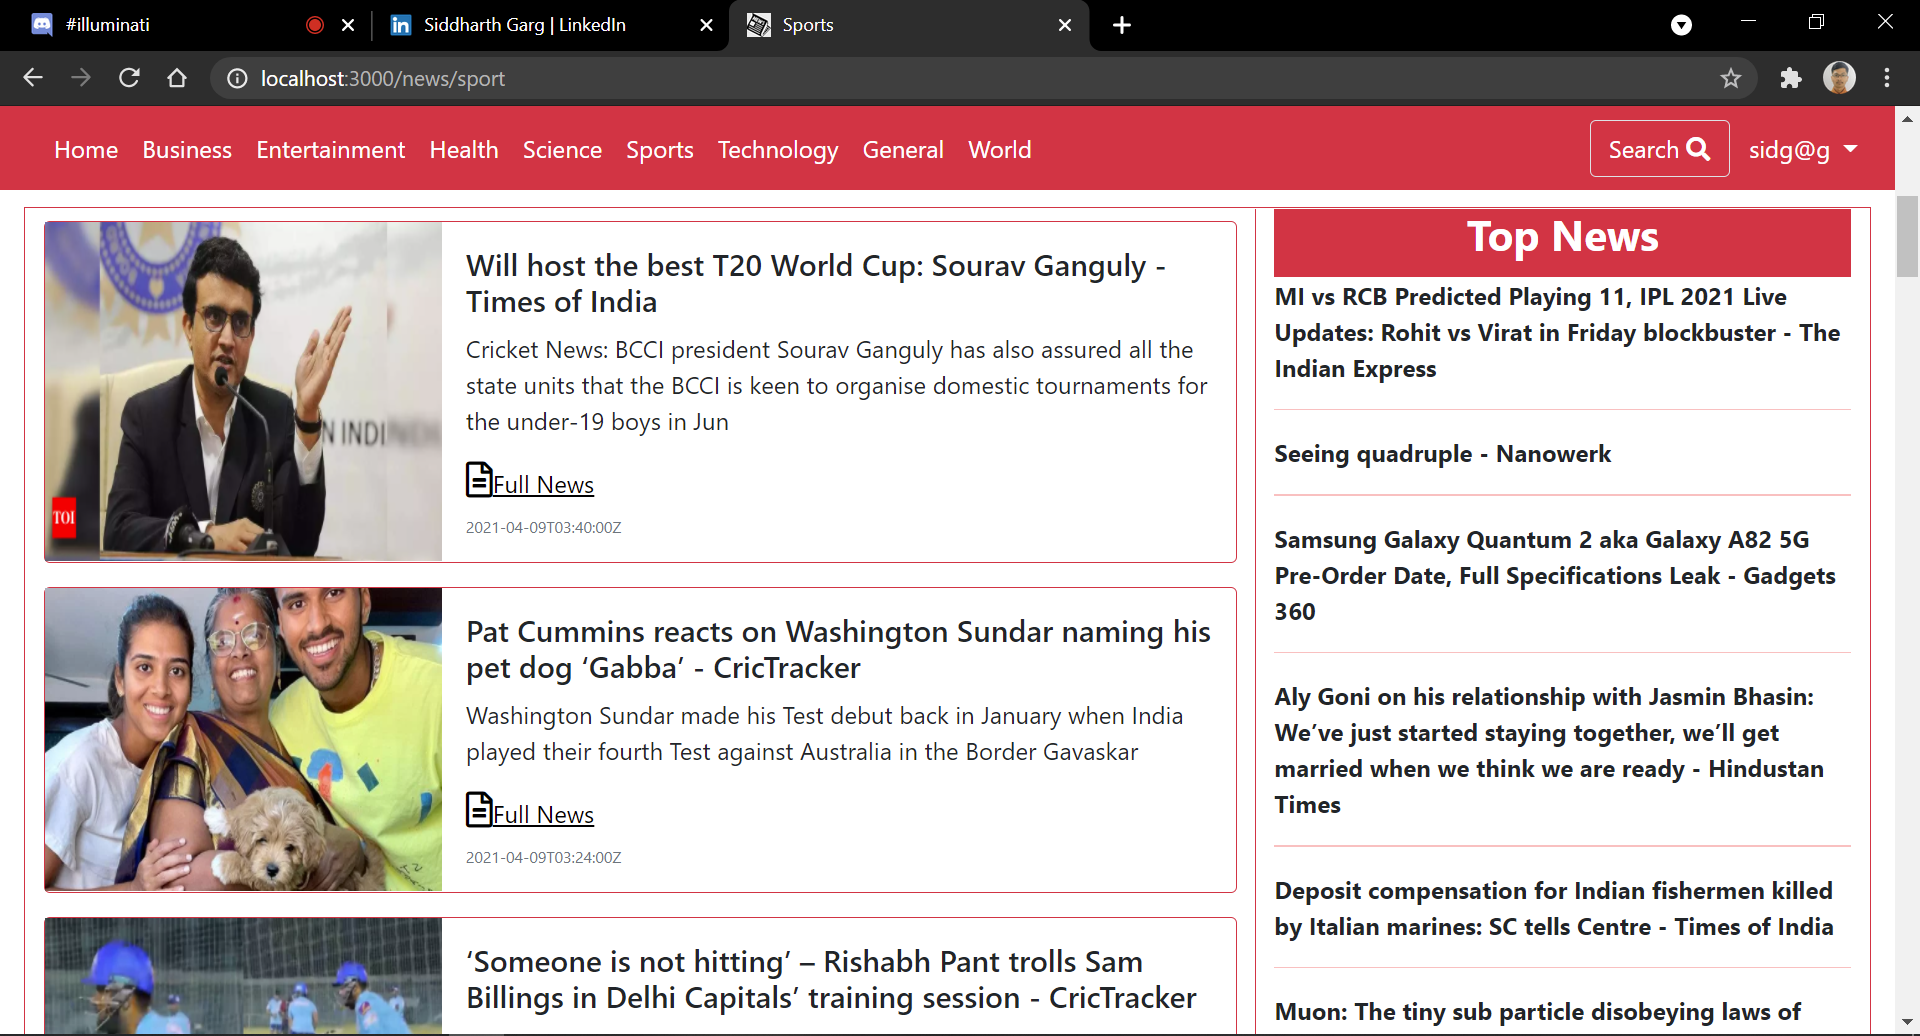 #illuminati
Siddharth Garg | LinkedIn
Sports
localhost:3000/news/sport
Home Business Entertainment Health Science Sports Technology General World
Search
sidg@g
Will host the best T20 World Cup: Sourav Ganguly -
Times of India
Cricket News: BCCI president Sourav Ganguly has also assured all the
state units that the BCCI is keen to organise domestic tournaments for
the under-19 boys in Jun
Full News
2021-04-09T03:40:00Z
N INDI
TOI
Pat Cummins reacts on Washington Sundar naming his
pet dog ‘Gabba’ - CricTracker
Washington Sundar made his Test debut back in January when India
played their fourth Test against Australia in the Border Gavaskar
Full News
2021-04-09T03:24:00Z
‘Someone is not hitting’ – Rishabh Pant trolls Sam
Billings in Delhi Capitals’ training session - CricTracker
Top News
MI vs RCB Predicted Playing 11, IPL 2021 Live
Updates: Rohit vs Virat in Friday blockbuster - The
Indian Express
Seeing quadruple - Nanowerk
Samsung Galaxy Quantum 2 aka Galaxy A82 5G
Pre-Order Date, Full Specifications Leak - Gadgets
360
Aly Goni on his relationship with Jasmin Bhasin:
We’ve just started staying together, we’ll get
married when we think we are ready - Hindustan
Times
Deposit compensation for Indian fishermen killed
by Italian marines: SC tells Centre - Times of India
Muon: The tiny sub particle disobeying laws of